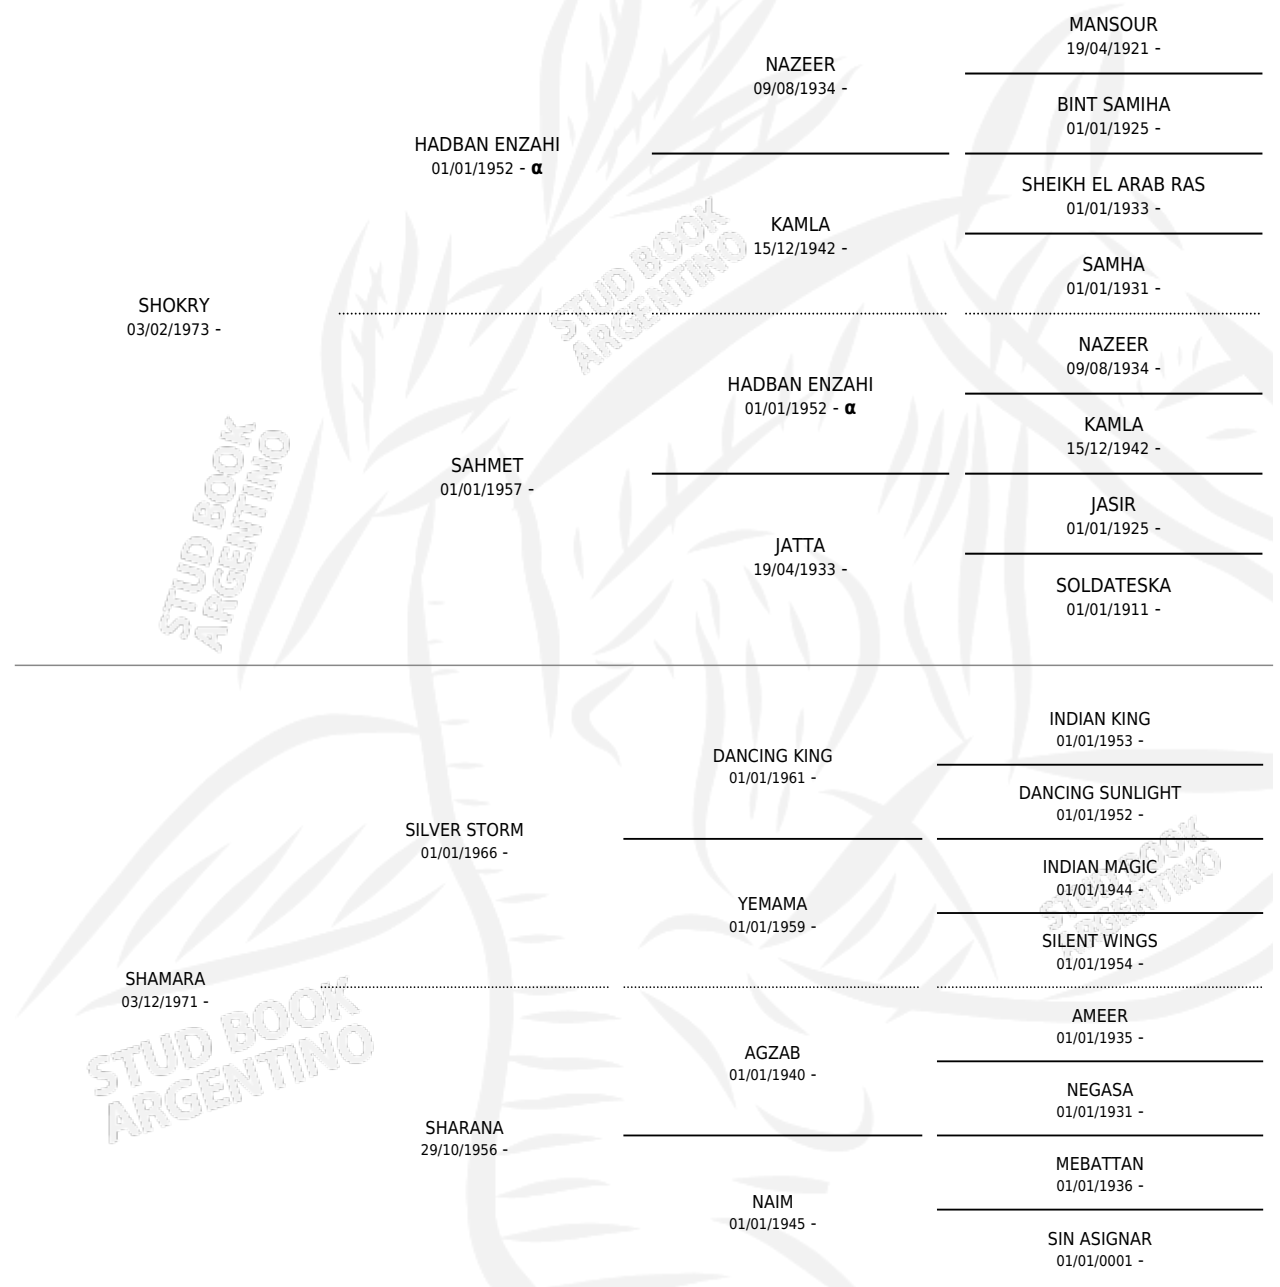 MANSOUR
19/04/1921 -
NAZEER
09/08/1934 -
BINT SAMIHA
01/01/1925 -
HADBAN ENZAHI
01/01/1952 - α
SHEIKH EL ARAB RAS
01/01/1933 -
KAMLA
15/12/1942 -
SAMHA
01/01/1931 -
SHOKRY
03/02/1973 -
NAZEER
09/08/1934 -
HADBAN ENZAHI
01/01/1952 - α
KAMLA
15/12/1942 -
SAHMET
01/01/1957 -
JASIR
01/01/1925 -
JATTA
19/04/1933 -
SOLDATESKA
01/01/1911 -
STUD BOOK
ARGENTINO
STUD BOOK
ARGENTINO
INDIAN KING
01/01/1953 -
DANCING KING
01/01/1961 -
DANCING SUNLIGHT
01/01/1952 -
SILVER STORM
01/01/1966 -
INDIAN MAGIC
01/01/1944 -
YEMAMA
01/01/1959 -
SILENT WINGS
01/01/1954 -
SHAMARA
03/12/1971 -
AMEER
01/01/1935 -
AGZAB
01/01/1940 -
NEGASA
01/01/1931 -
SHARANA
29/10/1956 -
MEBATTAN
01/01/1936 -
NAIM
01/01/1945 -
SIN ASIGNAR
01/01/0001 -
STUD BOOK
ARGENTINO
STUD BOOK
ARGENTINO